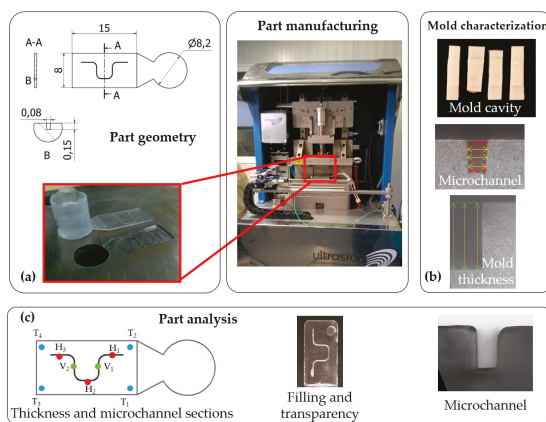 Part manufacturing
Mold characterization
15
A-A
A
Ø8,2
8
B
A
0,08
0,15
B
Part geometry
Mold cavity
Microchannel
Mold
thickness
ultrasion
(a)
(b)
(c)
Part analysis
T4
T2
H3
H1
V2
V1
H2
T3
T1
Thickness and microchannel sections
Filling and
transparency
Microchannel